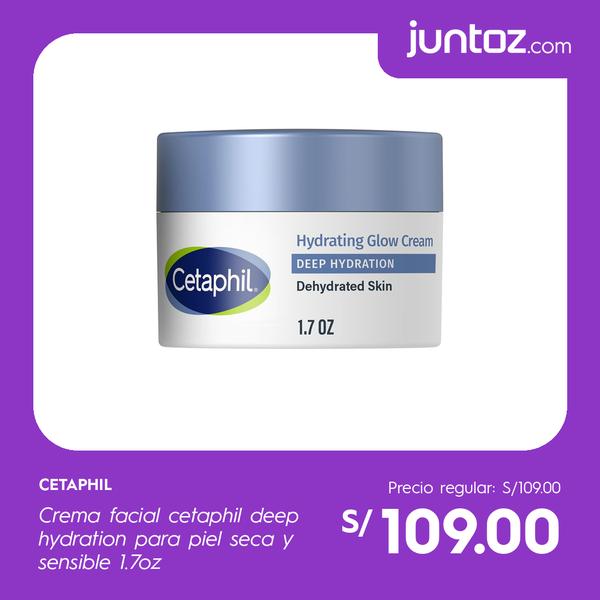 juntoz.com
Hydrating Glow Cream
DEEP HYDRATION
Cetaphil®
Dehydrated Skin
1.7 OZ
CETAPHIL
Crema facial cetaphil deep
hydration para piel seca y
sensible 1.7oz
Precio regular: S/109.00
S/109.00